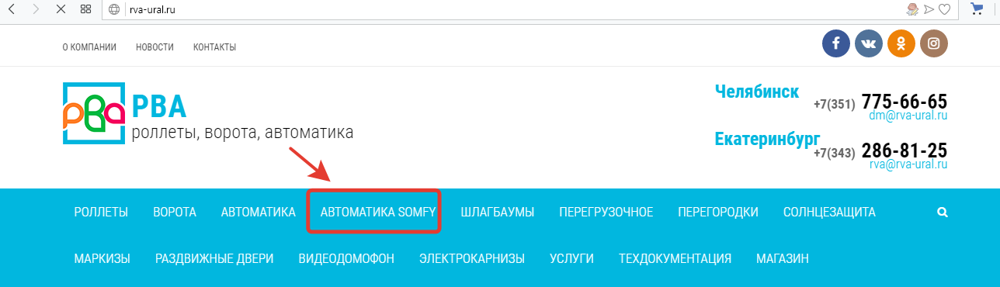 rva-ural.ru
О КОМПАНИИ НОВОСТИ КОНТАКТЫ
РВА
роллеты, ворота, автоматика
Челябинск
+7(351) 775-66-65
dm@rva-ural.ru
Екатеринбург
+7(343) 286-81-25
rva@rva-ural.ru
РОЛЛЕТЫ ВОРОТА АВТОМАТИКА АВТОМАТИКА SOMFY ШЛАГБАУМЫ ПЕРЕГРУЗОЧНОЕ ПЕРЕГОРОДКИ СОЛНЦЕЗАЩИТА
МАРКИЗЫ РАЗДВИЖНЫЕ ДВЕРИ ВИДЕОДОМОФОН ЭЛЕКТРОКАРНИЗЫ УСЛУГИ ТЕХДОКУМЕНТАЦИЯ МАГАЗИН